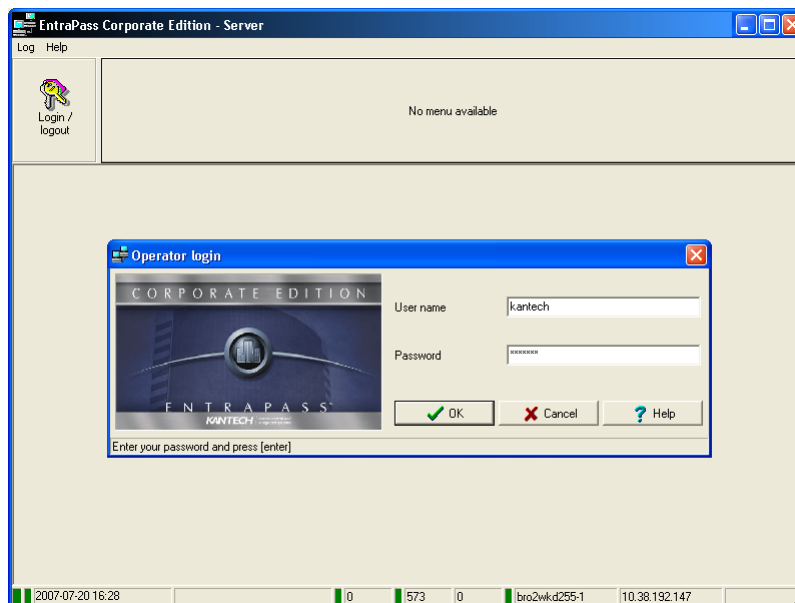 EntraPass Corporate Edition - Server
Log Help
Login /
logout
No menu available
Operator login
CORPORATE EDITION
ENTRAPASS
KANTECH
User name
kantech
Password
×××××××
OK
Cancel
Help
Enter your password and press [enter]
2007-07-20 16:28
0
573
0
bro2wkd255-1
10.38.192.147